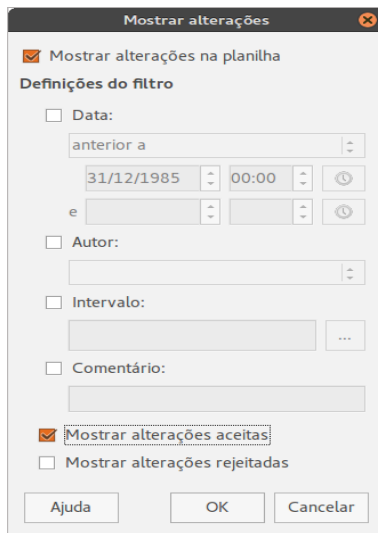 Mostrar alterações
Mostrar alterações na planilha
Definições do filtro
Data:
anterior a
31/12/1985 00:00
e
Autor:
Intervalo:
...
Comentário:
Mostrar alterações aceitas
Mostrar alterações rejeitadas
Ajuda OK Cancelar